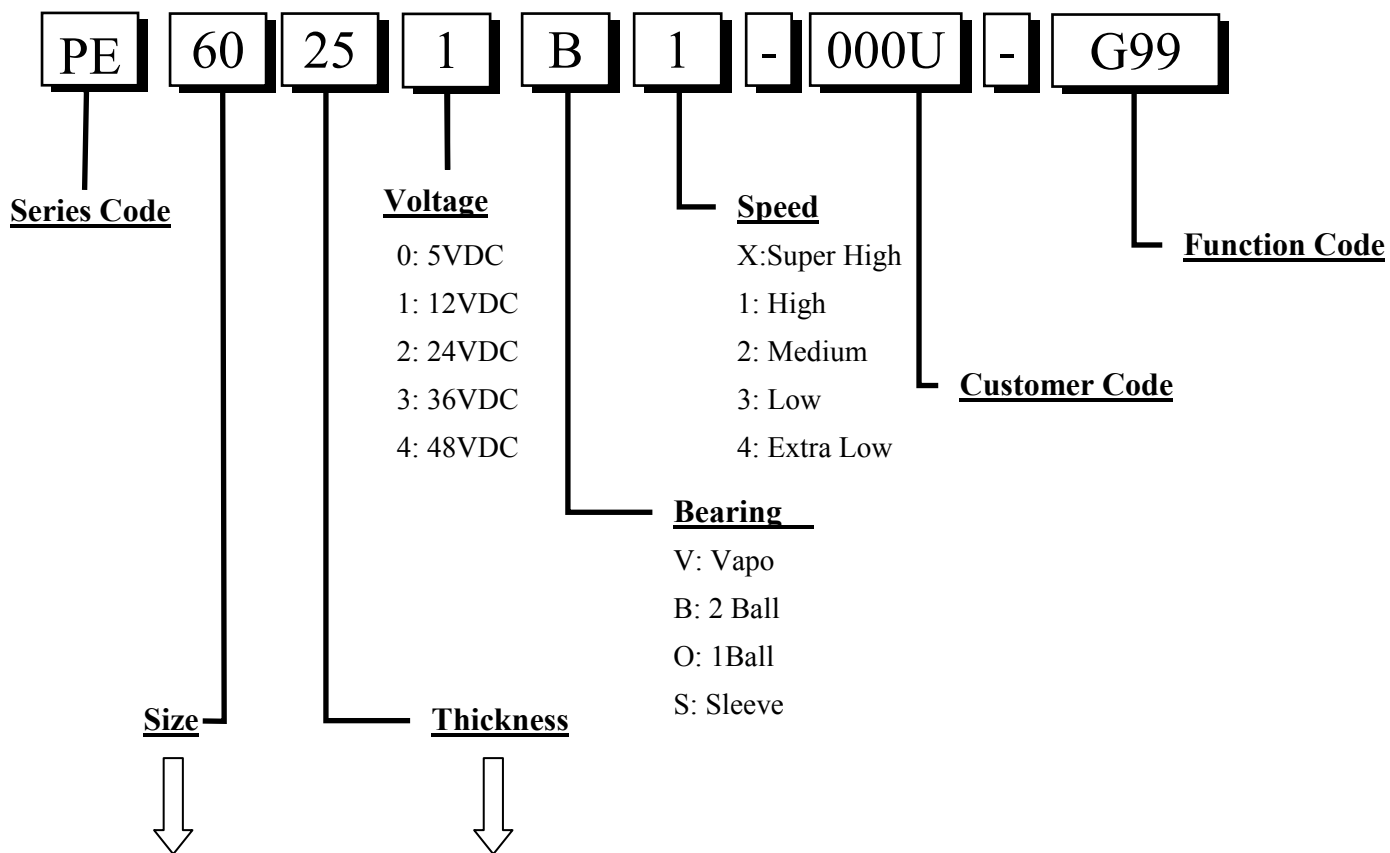 PE 60 25 1 B 1 - 000U - G99
Series Code
Voltage
0: 5VDC
1: 12VDC
2: 24VDC
3: 36VDC
4: 48VDC
Speed
X:Super High
1: High
2: Medium
3: Low
4: Extra Low
Function Code
Customer Code
Bearing
V: Vapo
B: 2 Ball
O: 1Ball
S: Sleeve
Size
Thickness